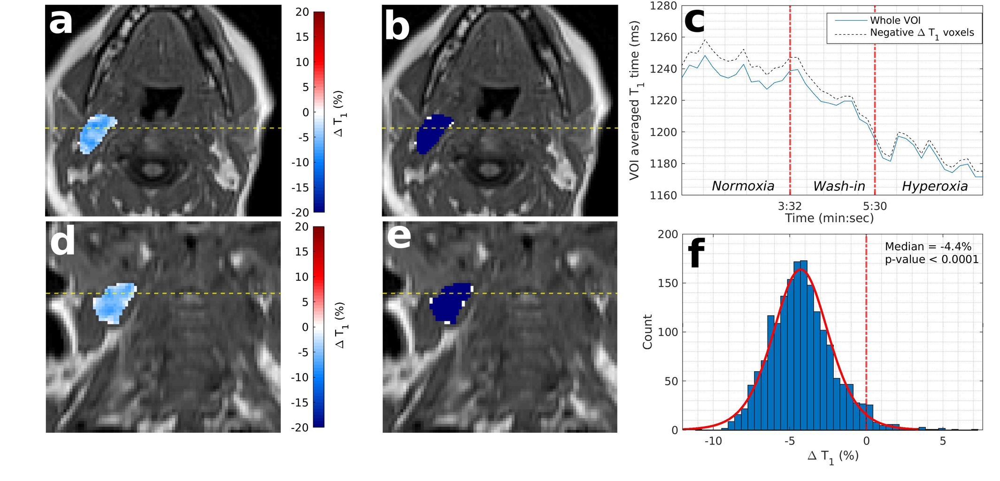 a
20
15
10
5
0
-5
-10
-15
-20
Δ T1 (%)
b
c
1280
1260
1240
1220
1200
1180
1160
VOI averaged T1 time (ms)
Whole VOI
Negative Δ T1 voxels
Normoxia
Wash-in
Hyperoxia
3:32
5:30
Time (min:sec)
d
20
15
10
5
0
-5
-10
-15
-20
Δ T1 (%)
e
f
200
150
100
50
0
Count
Median = -4.4%
p-value < 0.0001
-10
-5
0
5
Δ T1 (%)